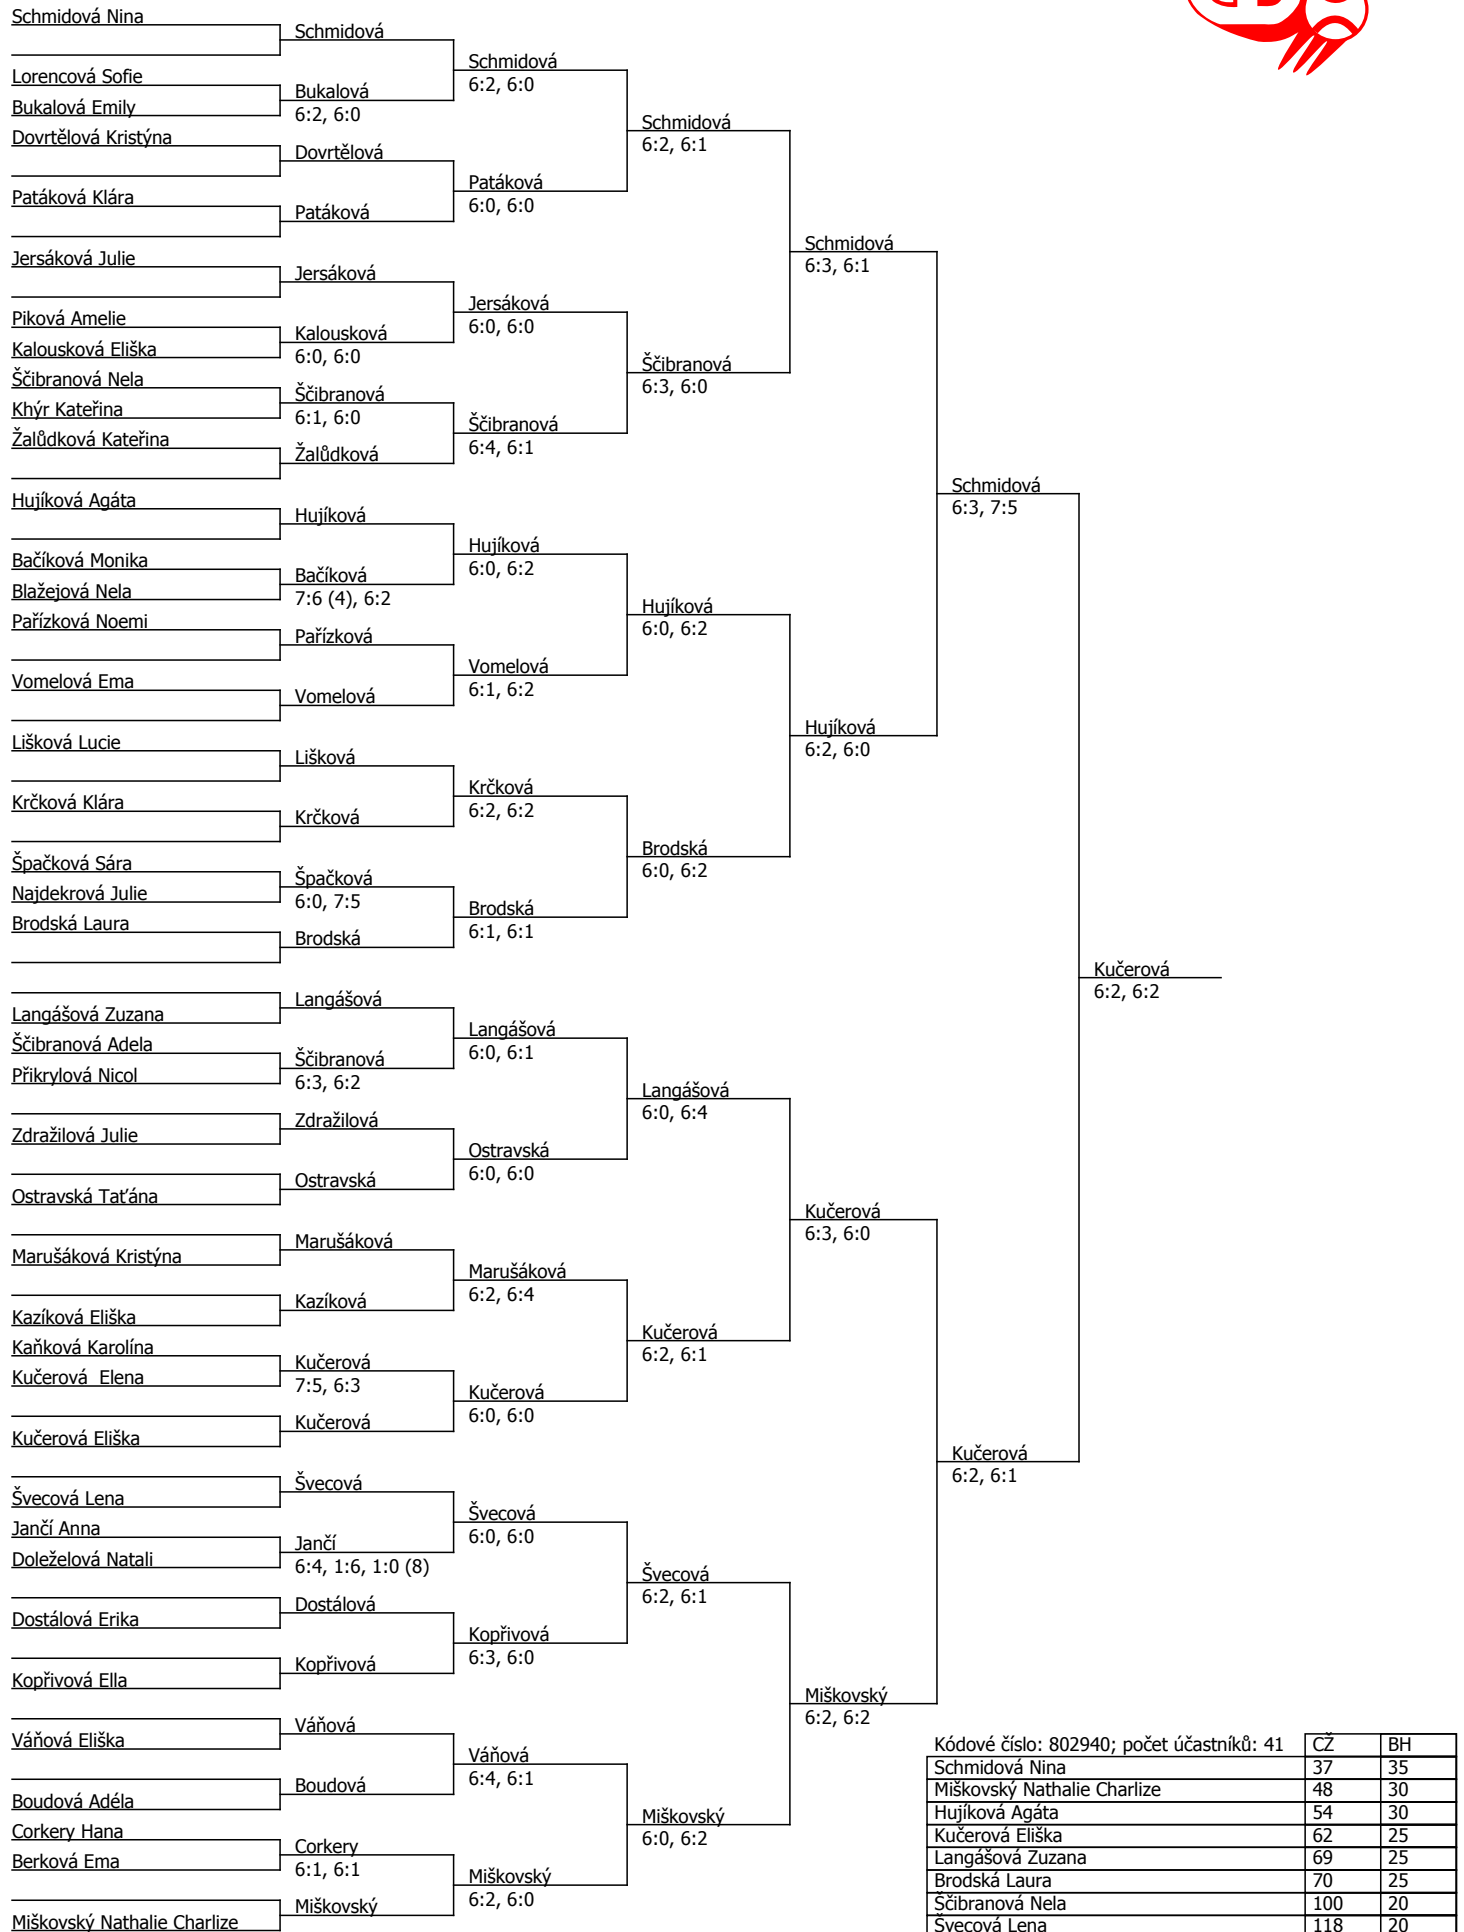 Schmidová Nina
Lorencová Sofie
Bukalová Emily
Dovrtělová Kristýna
Patáková Klára
Jersáková Julie
Piková Amelie
Kalousková Eliška
Ščibranová Nela
Khýr Kateřina
Žalůdková Kateřina
Hujíková Agáta
Bačíková Monika
Blažejová Nela
Pařízková Noemi
Vomelová Ema
Lišková Lucie
Krčková Klára
Špačková Sára
Najdekrová Julie
Brodská Laura
Langášová Zuzana
Ščibranová Adela
Přikrylová Nicol
Zdražilová Julie
Ostravská Taťána
Marušáková Kristýna
Kazíková Eliška
Kaňková Karolína
Kučerová Elena
Kučerová Eliška
Švecová Lena
Jančí Anna
Doleželová Natali
Dostálová Erika
Kopřivová Ella
Váňová Eliška
Boudová Adéla
Corkery Hana
Berková Ema
Miškovský Nathalie Charlize
Schmidová
Bukalová
6:2, 6:0
Dovrtělová
Patáková
Jersáková
Kalousková
6:0, 6:0
Ščibranová
6:1, 6:0
Žalůdková
Hujíková
Bačíková
7:6 (4), 6:2
Pařízková
Vomelová
Lišková
Krčková
Špačková
6:0, 7:5
Brodská
Langášová
Ščibranová
6:3, 6:2
Zdražilová
Ostravská
Marušáková
Kazíková
Kučerová
7:5, 6:3
Kučerová
Švecová
Jančí
6:4, 1:6, 1:0 (8)
Dostálová
Kopřivová
Váňová
Boudová
Corkery
6:1, 6:1
Miškovský
Schmidová
6:2, 6:0
Patáková
6:0, 6:0
Jersáková
6:0, 6:0
Ščibranová
6:4, 6:1
Hujíková
6:0, 6:2
Vomelová
6:1, 6:2
Krčková
6:2, 6:2
Brodská
6:1, 6:1
Langášová
6:0, 6:1
Ostravská
6:0, 6:0
Marušáková
6:2, 6:4
Kučerová
6:0, 6:0
Švecová
6:0, 6:0
Kopřivová
6:3, 6:0
Váňová
6:4, 6:1
Miškovský
6:2, 6:0
Schmidová
6:2, 6:1
Ščibranová
6:3, 6:0
Hujíková
6:0, 6:2
Brodská
6:0, 6:2
Langášová
6:0, 6:4
Kučerová
6:2, 6:1
Švecová
6:2, 6:1
Miškovský
6:0, 6:2
Schmidová
6:3, 6:1
Hujíková
6:2, 6:0
Kučerová
6:3, 6:0
Miškovský
6:2, 6:2
Schmidová
6:3, 7:5
Kučerová
6:2, 6:1
Kučerová
6:2, 6:2
Kódové číslo: 802940; počet účastníků: 41 CŽ BH
Schmidová Nina 37 35
Miškovský Nathalie Charlize 48 30
Hujíková Agáta 54 30
Kučerová Eliška 62 25
Langášová Zuzana 69 25
Brodská Laura 70 25
Ščibranová Nela 100 20
Švecová Lena 118 20